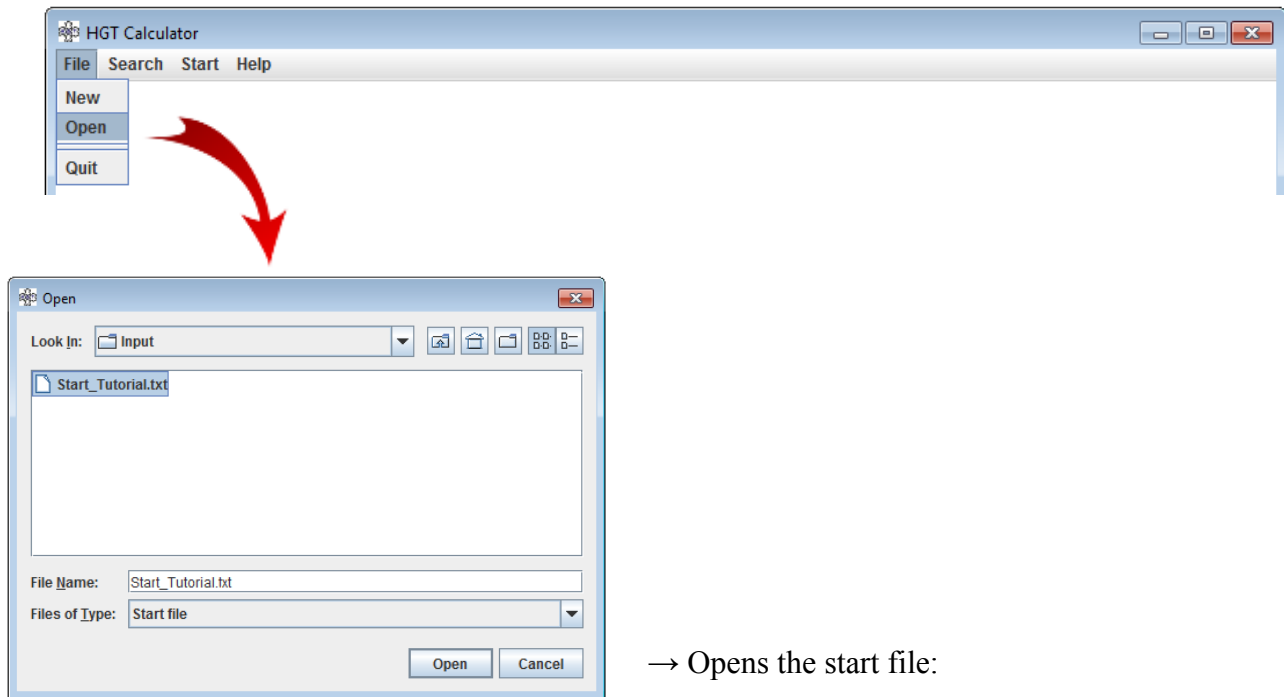 HGT Calculator
File Search Start Help
New
Open
Quit
Open
Look In: Input
Start_Tutorial.txt
File Name: Start_Tutorial.txt
Files of Type: Start file
Open Cancel
→ Opens the start file: